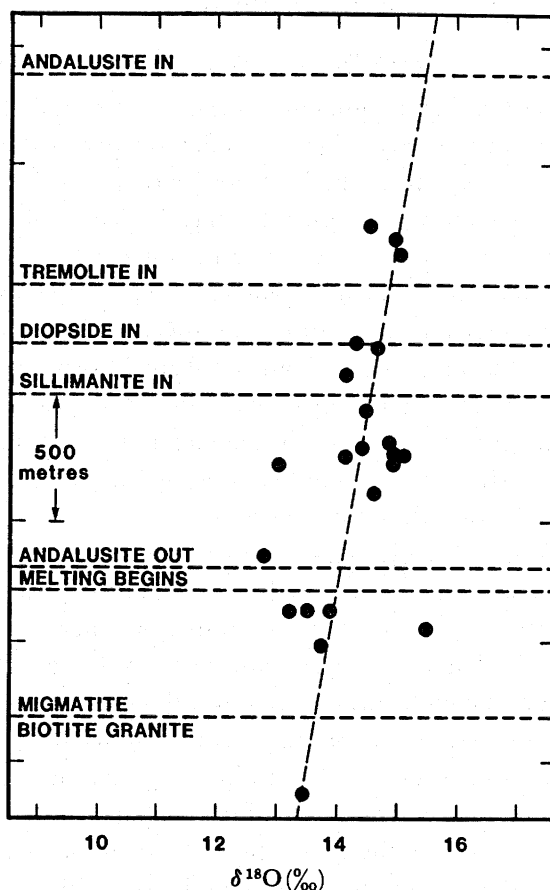 ANDALUSITE IN
TREMOLITE IN
DIOPSIDE IN
SILLIMANITE IN
500
metres
ANDALUSITE OUT
MELTING BEGINS
MIGMATITE
BIOTITE GRANITE
10 12 14 16
δ¹⁸O (‰)